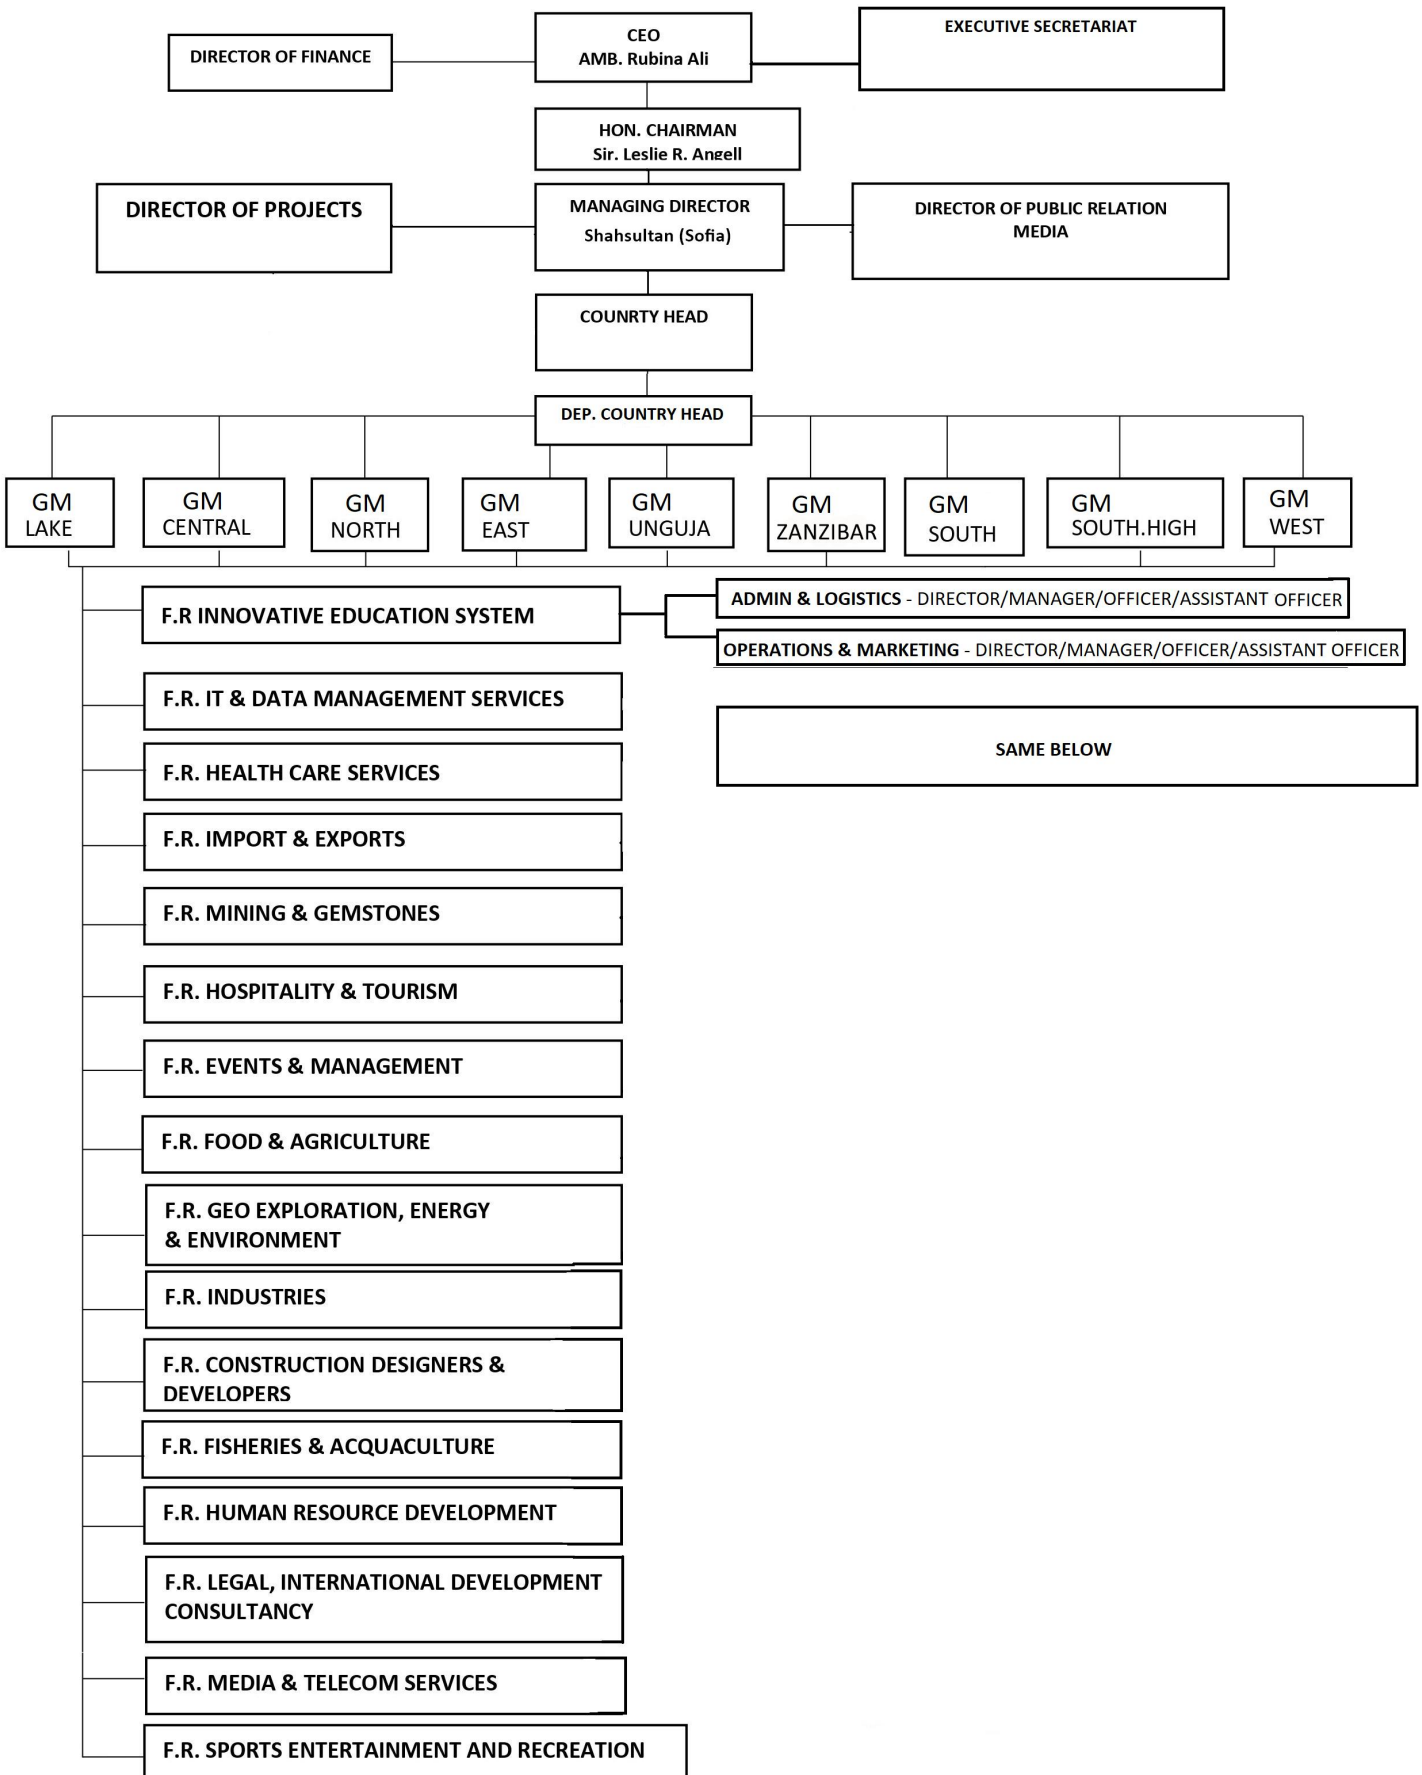 CEO
AMB. Rubina Ali
EXECUTIVE SECRETARIAT
DIRECTOR OF FINANCE
HON. CHAIRMAN
Sir. Leslie R. Angell
DIRECTOR OF PROJECTS
MANAGING DIRECTOR
Shahsultan (Sofia)
DIRECTOR OF PUBLIC RELATION
MEDIA
COUNRTY HEAD
DEP. COUNTRY HEAD
GM
LAKE
GM
CENTRAL
GM
NORTH
GM
EAST
GM
UNGUJA
GM
ZANZIBAR
GM
SOUTH
GM
SOUTH.HIGH
GM
WEST
F.R INNOVATIVE EDUCATION SYSTEM
ADMIN & LOGISTICS - DIRECTOR/MANAGER/OFFICER/ASSISTANT OFFICER
OPERATIONS & MARKETING - DIRECTOR/MANAGER/OFFICER/ASSISTANT OFFICER
F.R. IT & DATA MANAGEMENT SERVICES
SAME BELOW
F.R. HEALTH CARE SERVICES
F.R. IMPORT & EXPORTS
F.R. MINING & GEMSTONES
F.R. HOSPITALITY & TOURISM
F.R. EVENTS & MANAGEMENT
F.R. FOOD & AGRICULTURE
F.R. GEO EXPLORATION, ENERGY
& ENVIRONMENT
F.R. INDUSTRIES
F.R. CONSTRUCTION DESIGNERS &
DEVELOPERS
F.R. FISHERIES & ACQUACULTURE
F.R. HUMAN RESOURCE DEVELOPMENT
F.R. LEGAL, INTERNATIONAL DEVELOPMENT
CONSULTANCY
F.R. MEDIA & TELECOM SERVICES
F.R. SPORTS ENTERTAINMENT AND RECREATION